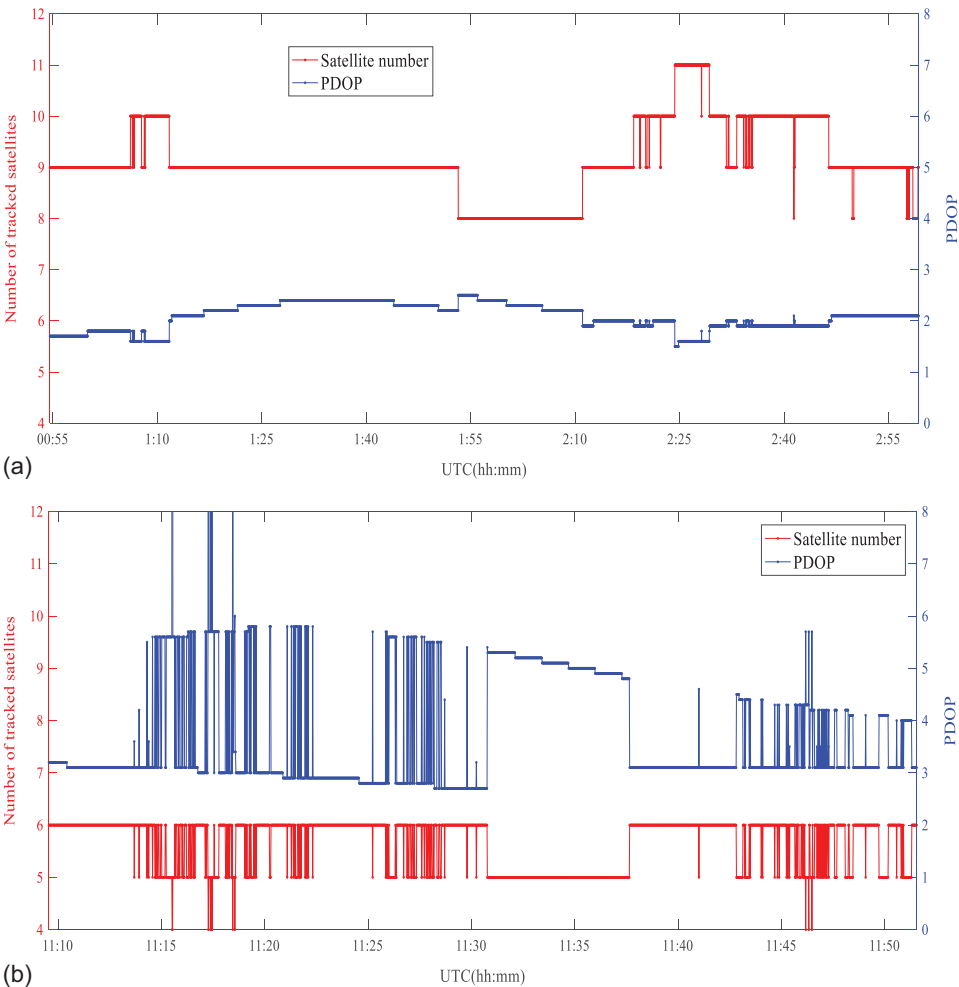 12
11
10
9
8
7
6
5
4
Number of tracked satellites
Satellite number
PDOP
8
7
6
5
4
3
2
1
0
PDOP
00:55 1:10 1:25 1:40 1:55 2:10 2:25 2:40 2:55
UTC(hh:mm)
(a)
12
11
10
9
8
7
6
5
4
Number of tracked satellites
Satellite number
PDOP
8
7
6
5
4
3
2
1
0
PDOP
11:10 11:15 11:20 11:25 11:30 11:35 11:40 11:45 11:50
UTC(hh:mm)
(b)